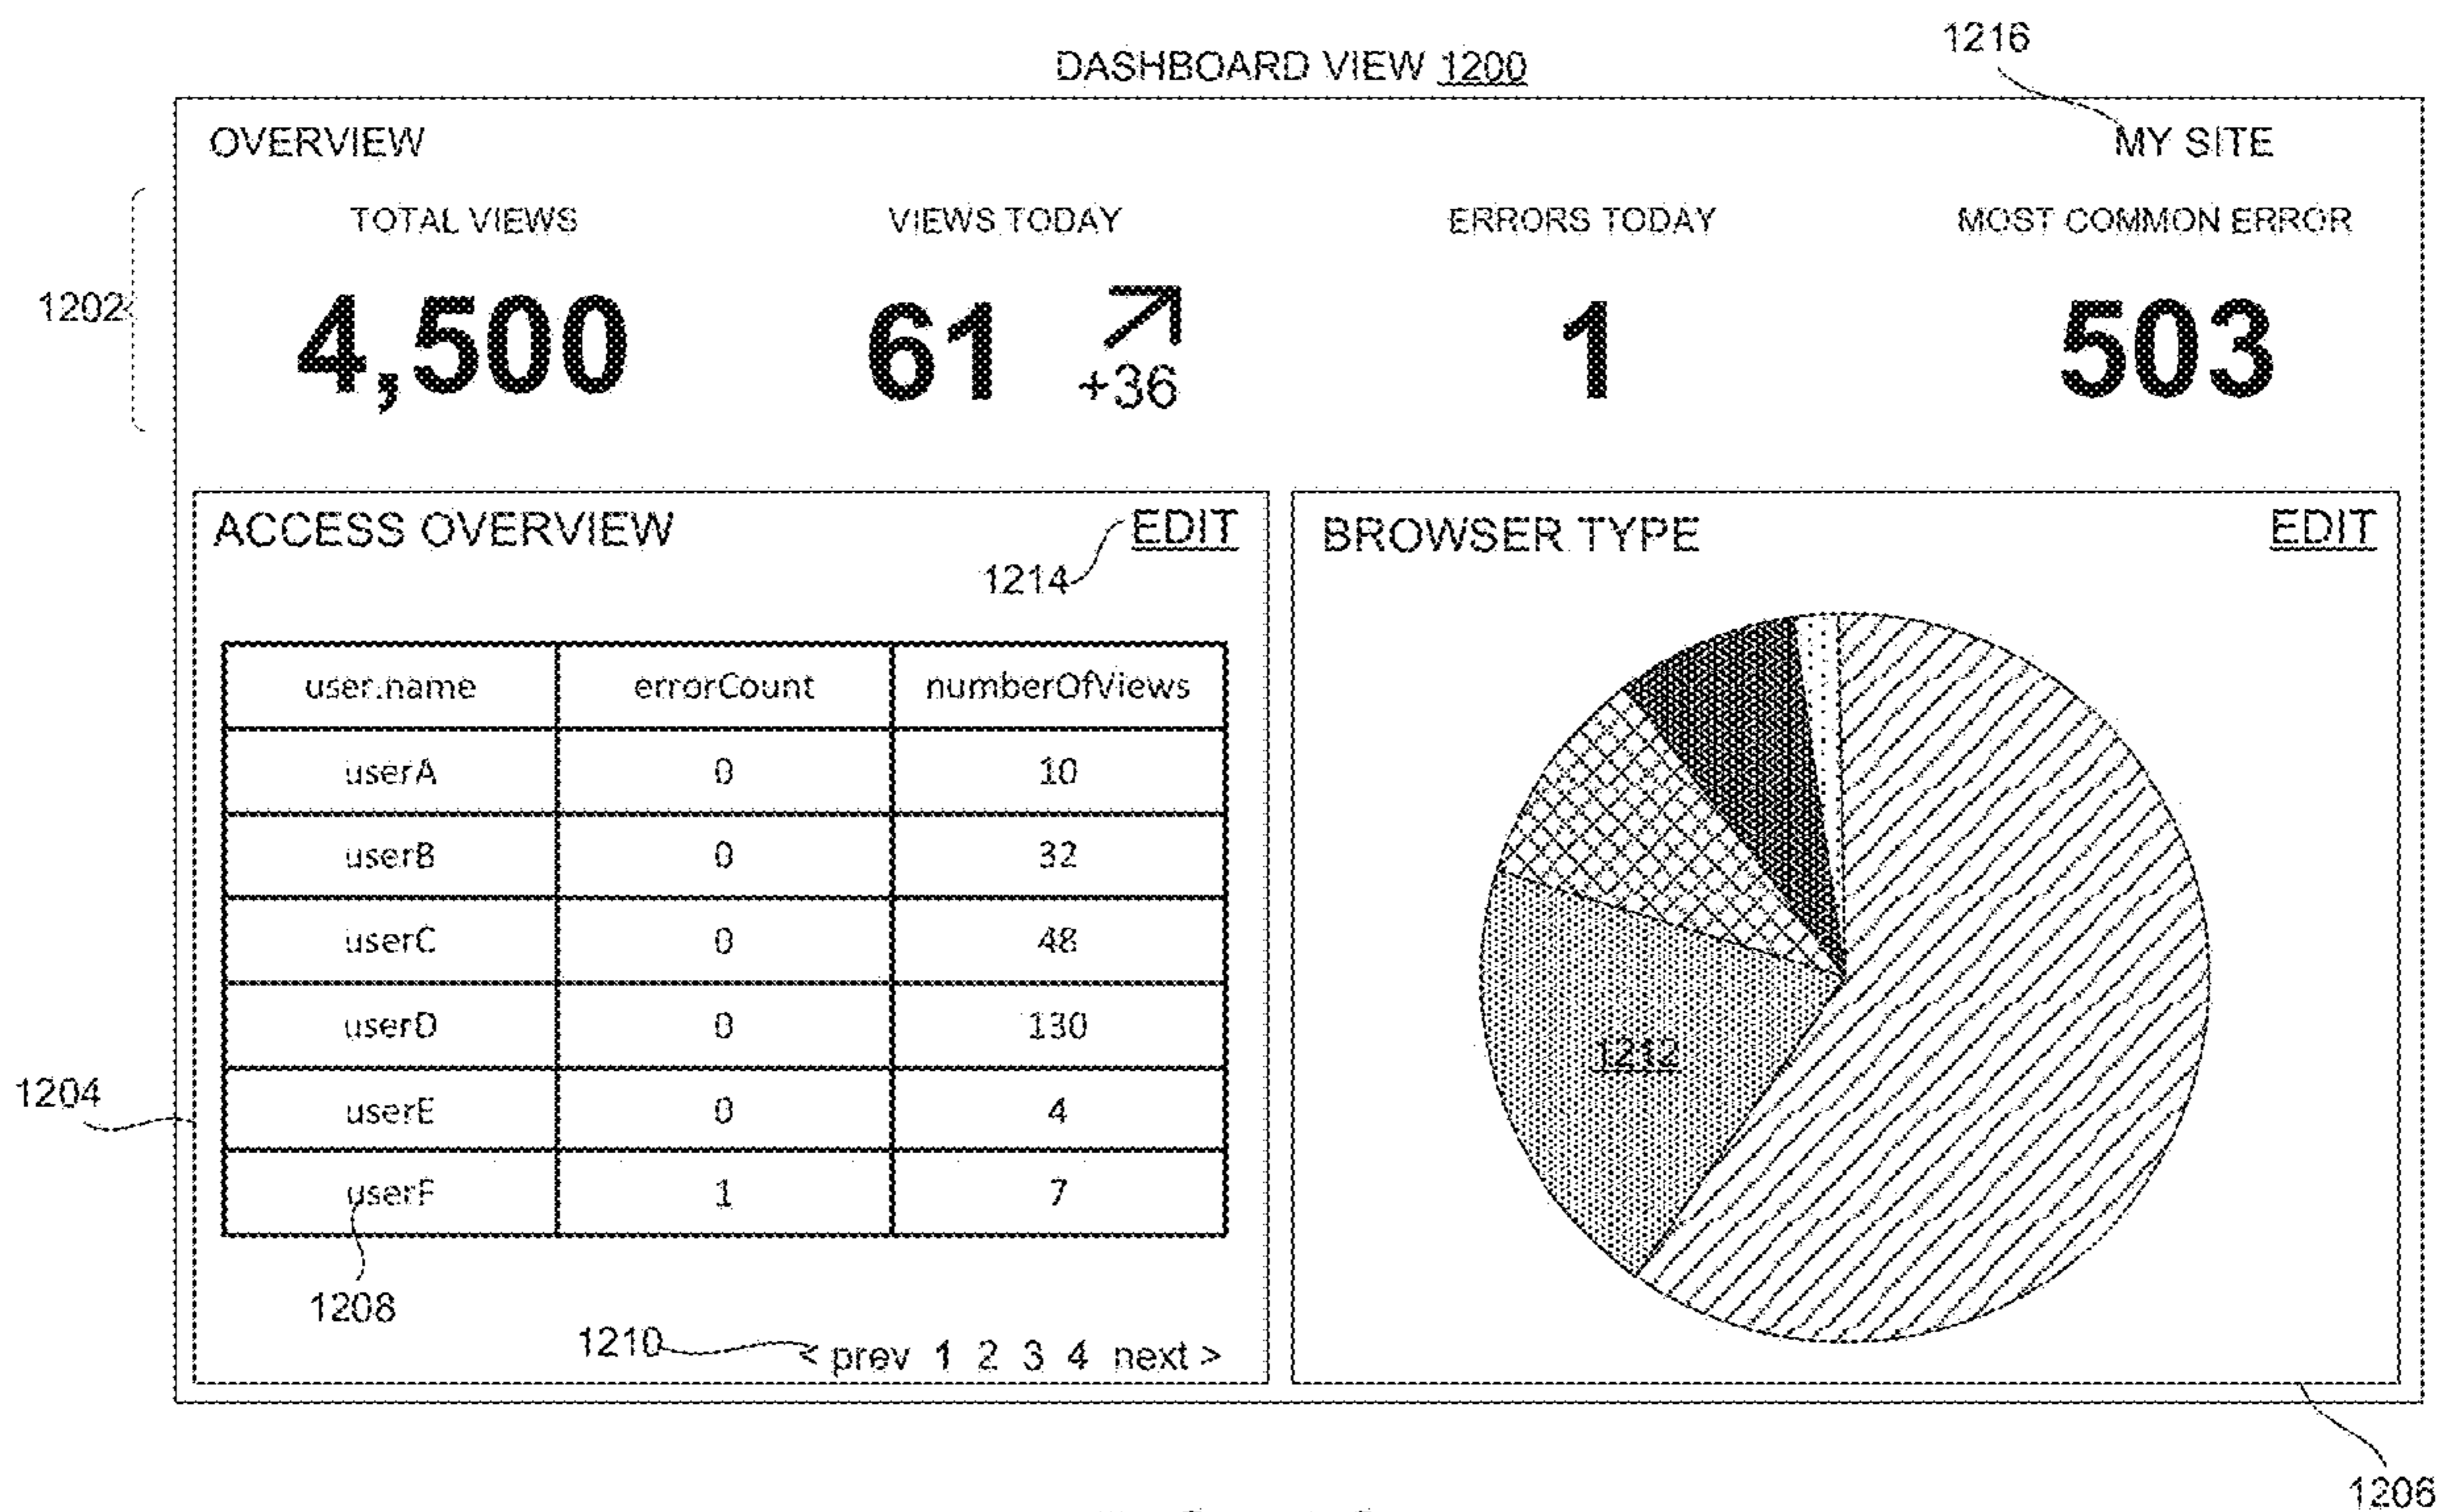 1216
DASHBOARD VIEW 1200
OVERVIEW
MY SITE
TOTAL VIEWS
VIEWS TODAY
ERRORS TODAY
MOST COMMON ERROR
1202
4,500
61
+36
1
503
ACCESS OVERVIEW
EDIT
1214
user.name errorCount numberOfViews
userA 0 10
userB 0 32
userC 0 48
userD 0 130
userE 0 4
userF 1 7
1204
1208
1210
< prev 1 2 3 4 next >
BROWSER TYPE
EDIT
1212
1206